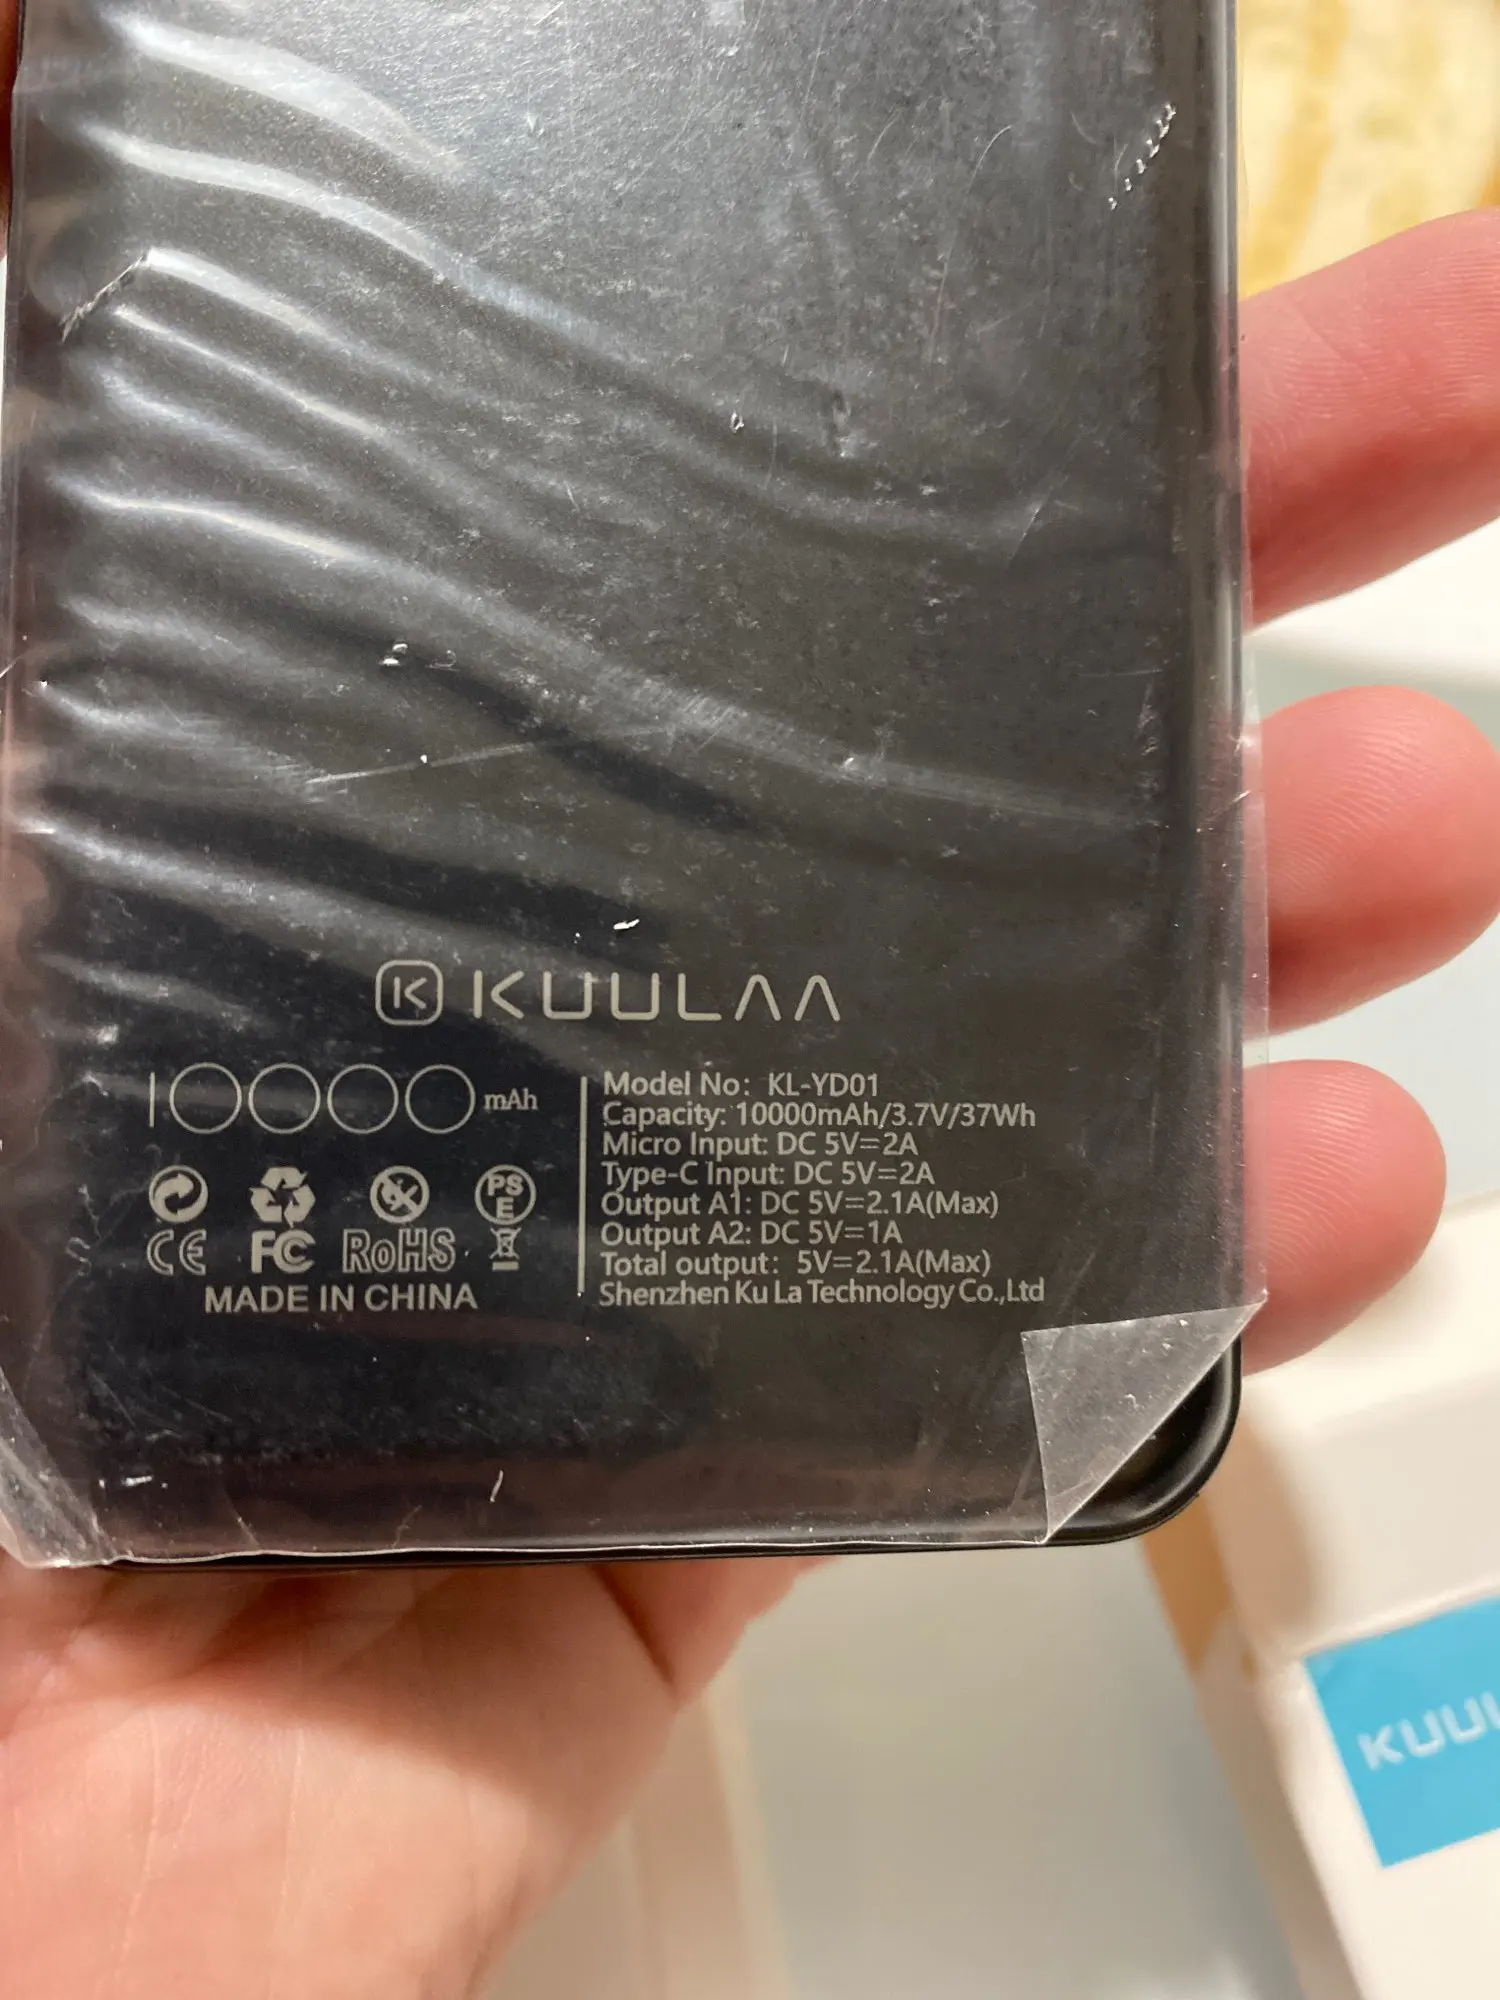 KUULAA
10000 mAh
PS
E
CE FC RoHS
MADE IN CHINA
Model No: KL-YD01
Capacity: 10000mAh/3.7V/37Wh
Micro Input: DC 5V=2A
Type-C Input: DC 5V=2A
Output A1: DC 5V=2.1A(Max)
Output A2: DC 5V=1A
Total output: 5V=2.1A(Max)
Shenzhen Ku La Technology Co.,Ltd
KUUL